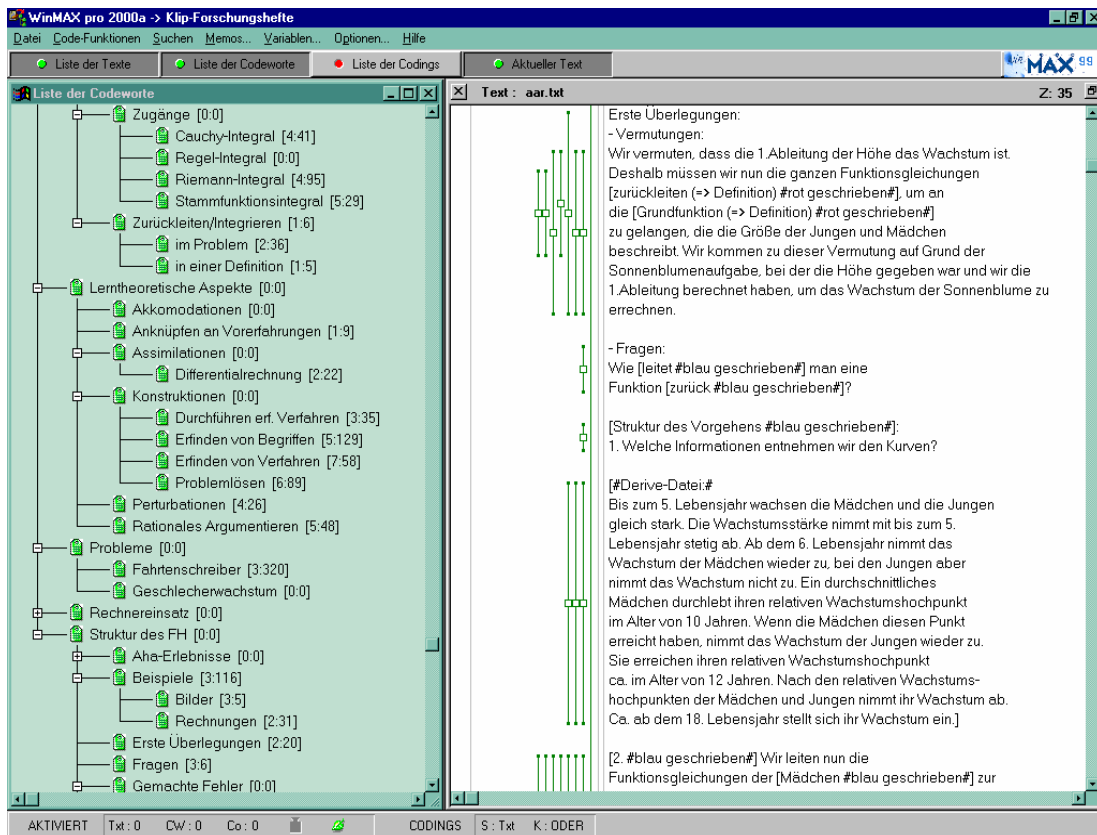 WinMAX pro 2000a -> Klip-Forschungshefte
Datei Code-Funktionen Suchen Memos... Variablen... Optionen... Hilfe
Liste der Texte Liste der Codeworte Liste der Codings Aktueller Text win MAX 99
Liste der Codeworte
Zugänge [0:0]
Cauchy-Integral [4:41]
Regel-Integral [0:0]
Riemann-Integral [4:95]
Stammfunktionsintegral [5:29]
Zurückleiten/Integrieren [1:6]
im Problem [2:36]
in einer Definition [1:5]
Lerntheoretische Aspekte [0:0]
Akkomodationen [0:0]
Anknüpfen an Vorerfahrungen [1:9]
Assimilationen [0:0]
Differentialrechnung [2:22]
Konstruktionen [0:0]
Durchführen erf. Verfahren [3:35]
Erfinden von Begriffen [5:129]
Erfinden von Verfahren [7:58]
Problemlösen [6:89]
Perturbationen [4:26]
Rationales Argumentieren [5:48]
Probleme [0:0]
Fahrtenschreiber [3:320]
Geschlecherwachstum [0:0]
Rechnereinsatz [0:0]
Struktur des FH [0:0]
Aha-Erlebnisse [0:0]
Beispiele [3:116]
Bilder [3:5]
Rechnungen [2:31]
Erste Überlegungen [2:20]
Fragen [3:6]
Gemachte Fehler [0:0]
Text : aar.txt Z: 35
Erste Überlegungen:
- Vermutungen:
Wir vermuten, dass die 1.Ableitung der Höhe das Wachstum ist.
Deshalb müssen wir nun die ganzen Funktionsgleichungen
[zurückleiten (=> Definition) #rot geschrieben#], um an
die [Grundfunktion (=> Definition) #rot geschrieben#]
zu gelangen, die die Größe der Jungen und Mädchen
beschreibt. Wir kommen zu dieser Vermutung auf Grund der
Sonnenblumenaufgabe, bei der die Höhe gegeben war und wir die
1.Ableitung berechnet haben, um das Wachstum der Sonnenblume zu
errechnen.
- Fragen:
Wie [leitet #blau geschrieben#] man eine
Funktion [zurück #blau geschrieben#]?
[Struktur des Vorgehens #blau geschrieben#]:
1. Welche Informationen entnehmen wir den Kurven?
[#Derive-Datei:#
Bis zum 5. Lebensjahr wachsen die Mädchen und die Jungen
gleich stark. Die Wachstumsstärke nimmt mit bis zum 5.
Lebensjahr stetig ab. Ab dem 6. Lebensjahr nimmt das
Wachstum der Mädchen wieder zu, bei den Jungen aber
nimmt das Wachstum nicht zu. Ein durchschnittliches
Mädchen durchlebt ihren relativen Wachstumshochpunkt
im Alter von 10 Jahren. Wenn die Mädchen diesen Punkt
erreicht haben, nimmt das Wachstum der Jungen wieder zu.
Sie erreichen ihren relativen Wachstumshochpunkt
ca. im Alter von 12 Jahren. Nach den relativen Wachstums-
hochpunkten der Mädchen und Jungen nimmt ihr Wachstum ab.
Ca. ab dem 18. Lebensjahr stellt sich ihr Wachstum ein.]
[2. #blau geschrieben#] Wir leiten nun die
Funktionsgleichungen der [Mädchen #blau geschrieben#] zur
AKTIVIERT Txt : 0 CW : 0 Co : 0 CODINGS S : Txt K : ODER